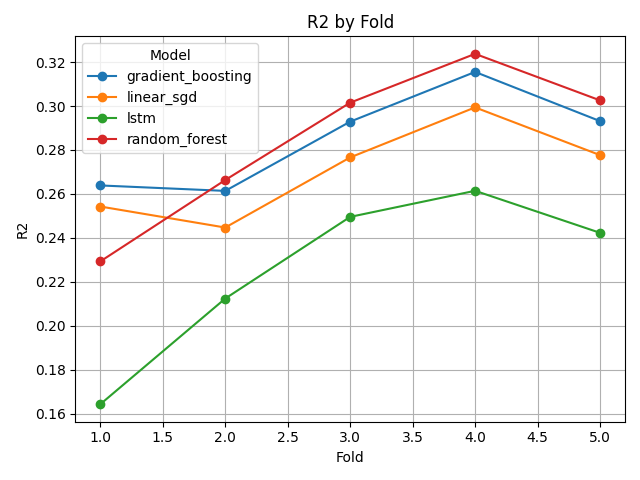 R2 by Fold
Model
gradient_boosting
linear_sgd
lstm
random_forest
R2
0.32
0.30
0.28
0.26
0.24
0.22
0.20
0.18
0.16
1.0 1.5 2.0 2.5 3.0 3.5 4.0 4.5 5.0
Fold